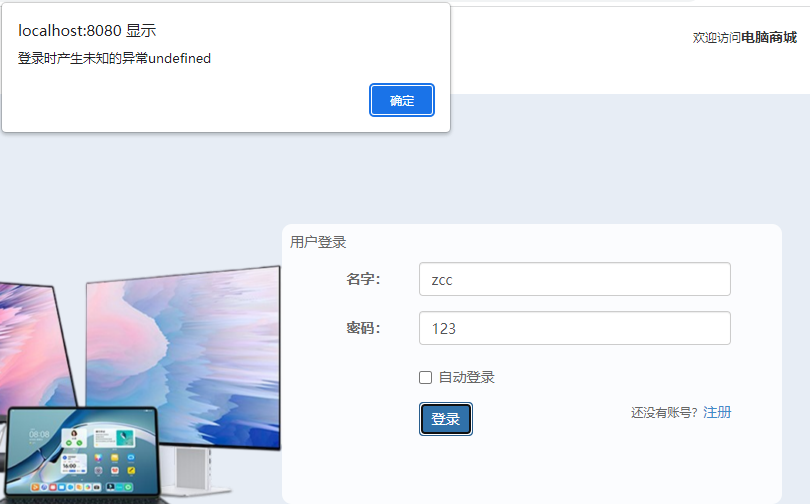 localhost:8080 显示
登录时产生未知的异常undefined
确定
欢迎访问电脑商城
用户登录
名字：
zcc
密码：
123
自动登录
登录
还没有账号？注册
08:08